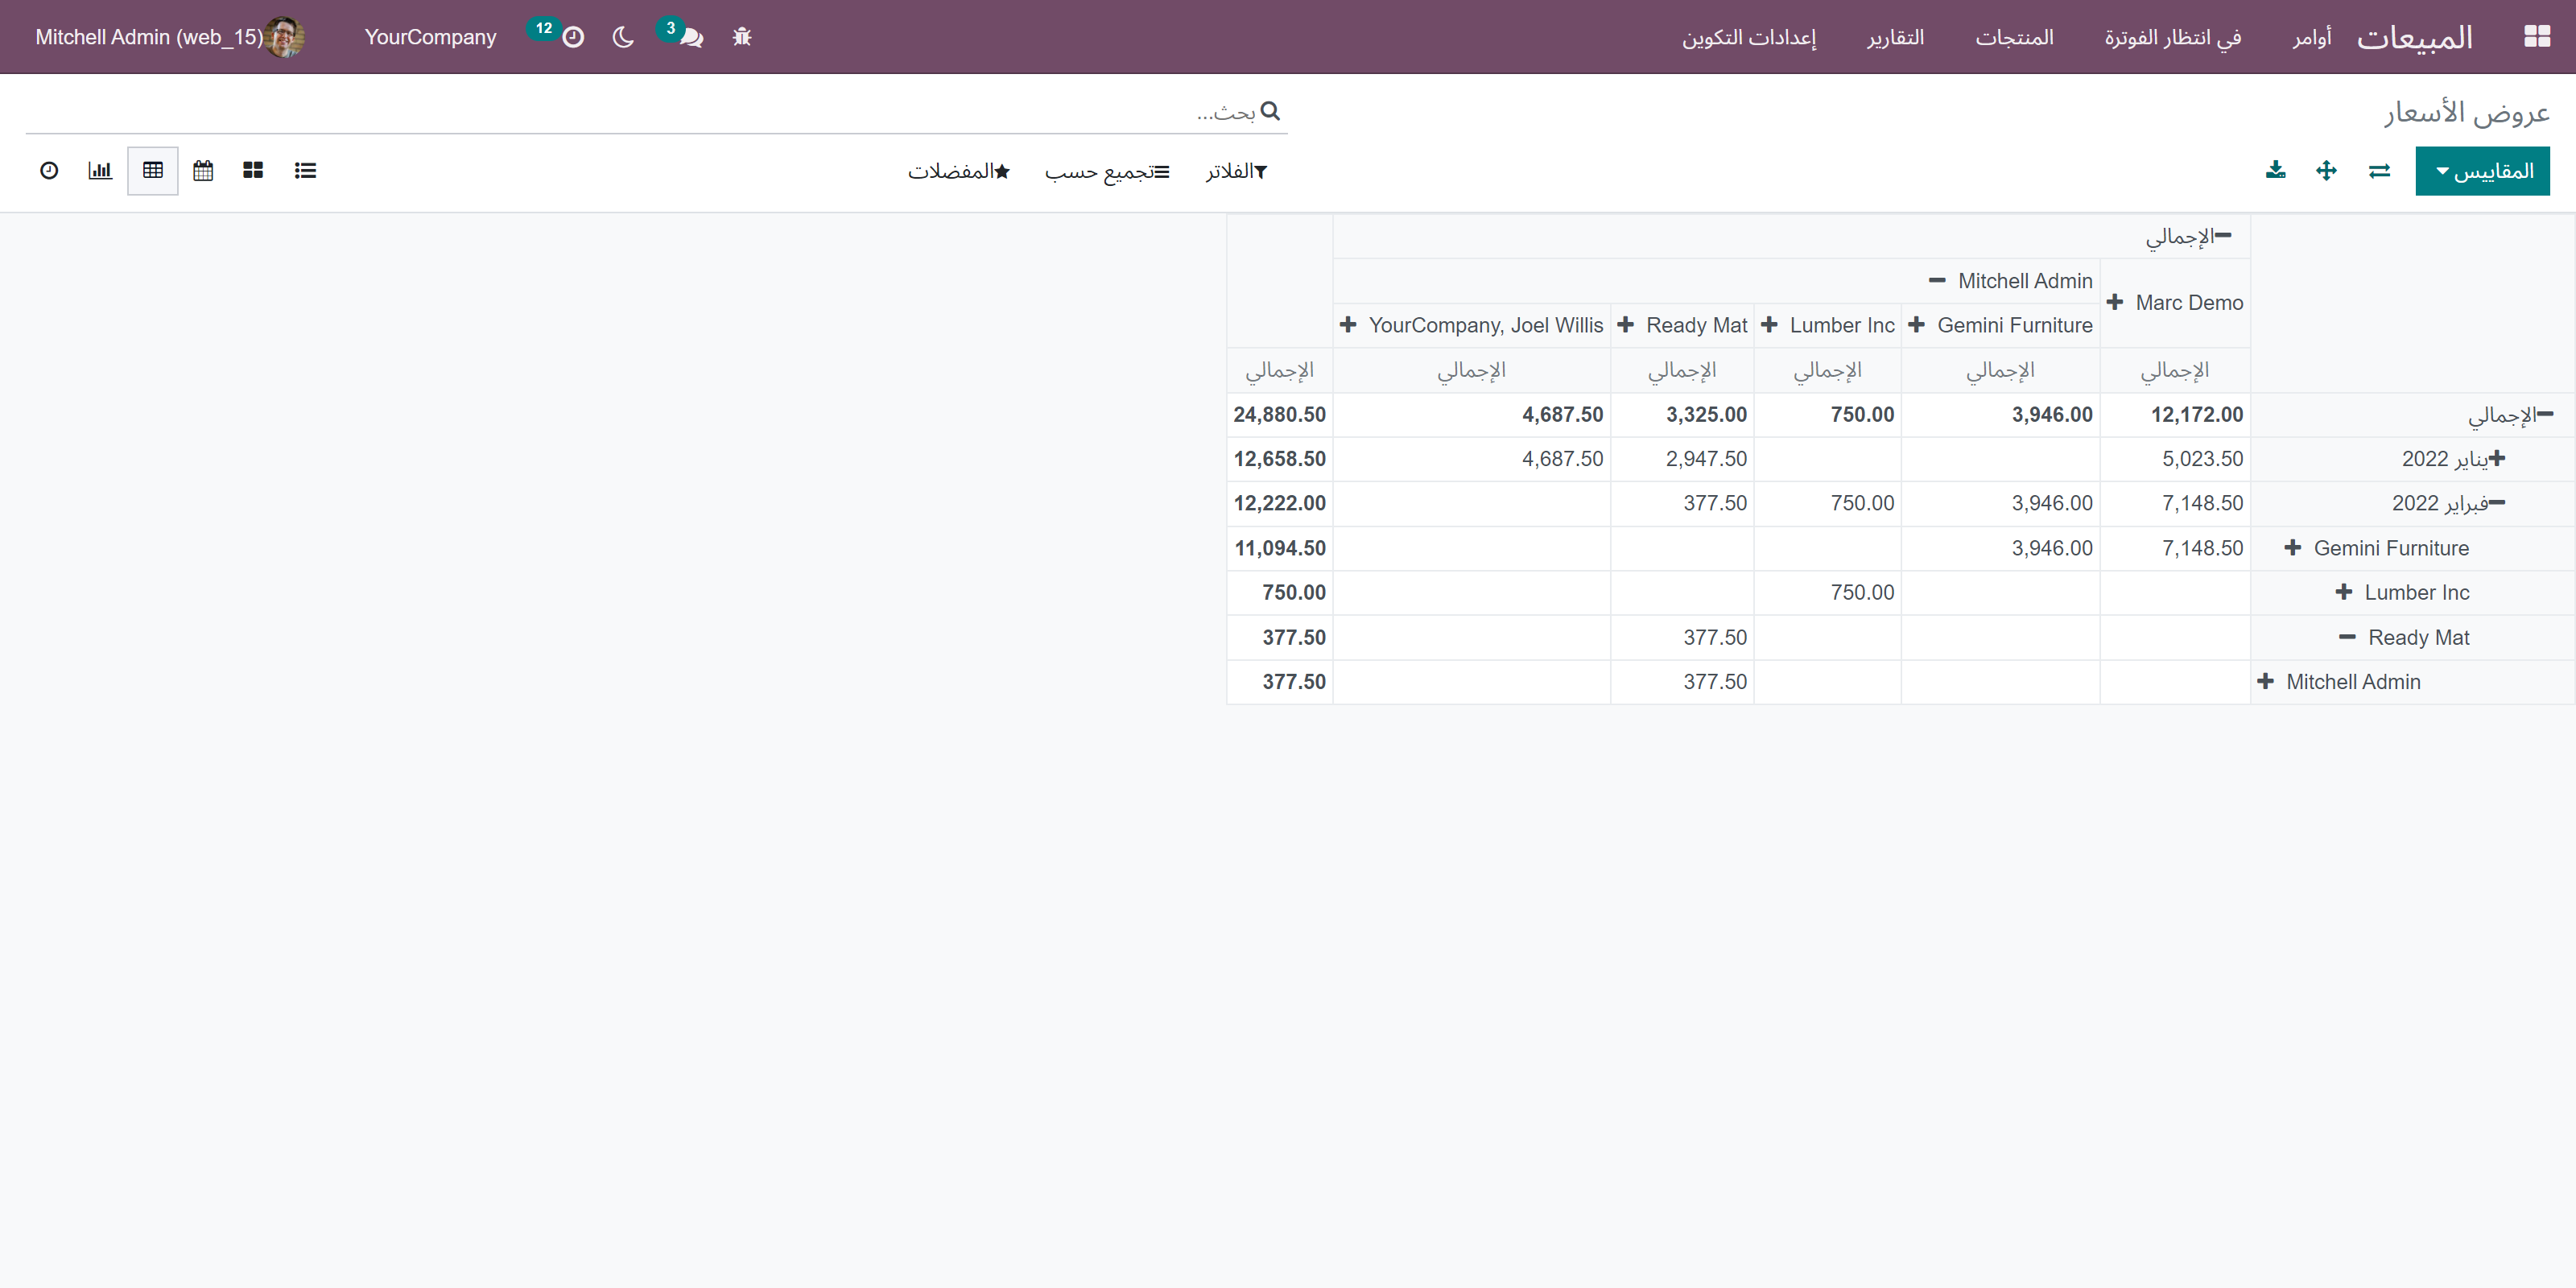 المبيعات أوامر في انتظار الفوترة المنتجات التقارير إعدادات التكوين 3 12 YourCompany Mitchell Admin (web_15)
عروض الأسعار
بحث...
المقاييس
الفلاتر تجميع حسب المفضلات
الإجمالي
Mitchell Admin
Marc Demo
Gemini Furniture Lumber Inc Ready Mat YourCompany, Joel Willis
الإجمالي الإجمالي الإجمالي الإجمالي الإجمالي الإجمالي
الإجمالي 12,172.00 3,946.00 750.00 3,325.00 4,687.50 24,880.50
يناير 2022 5,023.50 2,947.50 4,687.50 12,658.50
فبراير 2022 7,148.50 3,946.00 750.00 377.50 12,222.00
Gemini Furniture 7,148.50 3,946.00 11,094.50
Lumber Inc 750.00 750.00
Ready Mat 377.50 377.50
Mitchell Admin 377.50 377.50